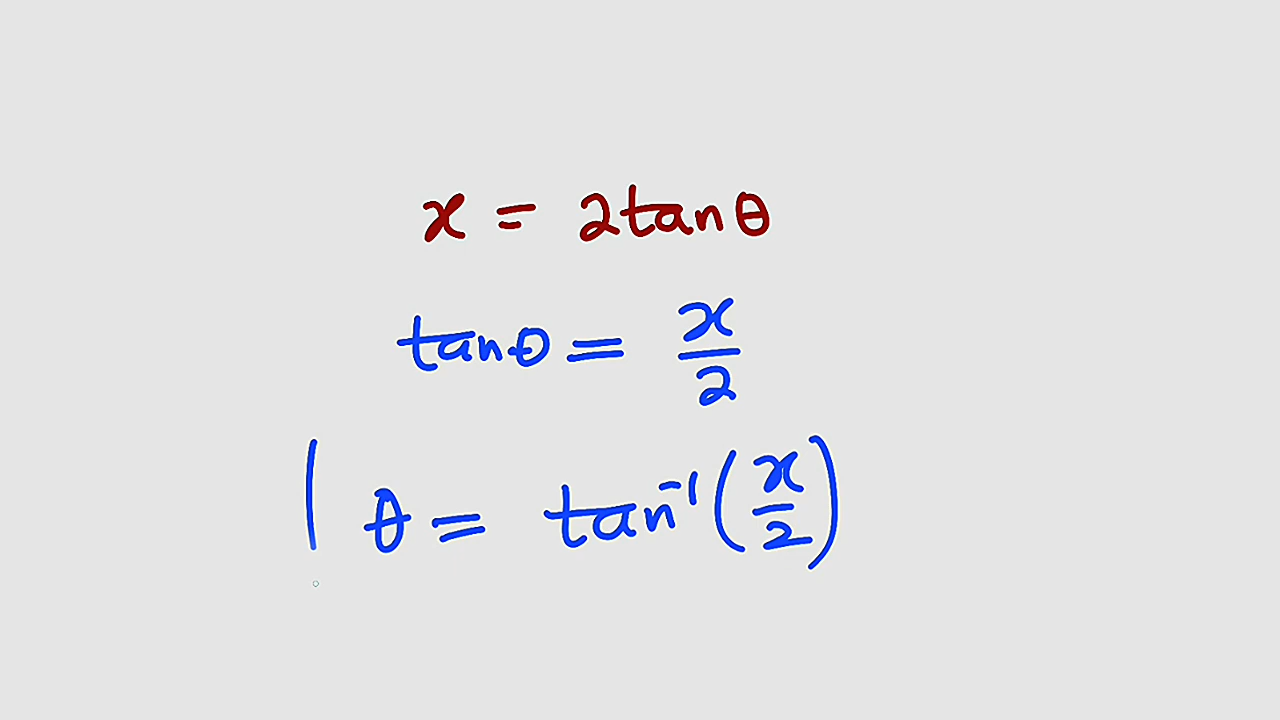 x = 2tanθ
tanθ = x/2
θ = tan⁻¹(x/2)